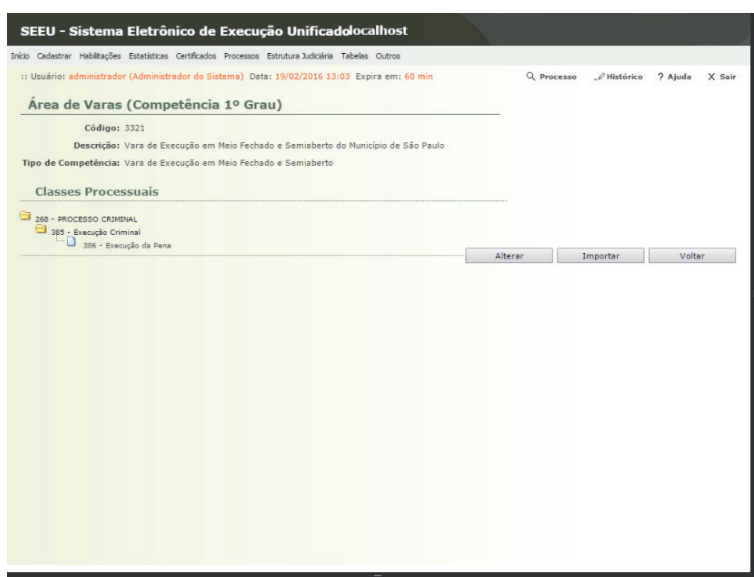 SEEU - Sistema Eletrônico de Execução Unificado localhost
Início Cadastrar Habilitações Estatísticas Certificados Processos Estrutura Judiciária Tabelas Outros
:: Usuário: administrador (Administrador do Sistema) Data: 19/02/2016 13:03 Expira em: 60 min Processo Histórico ? Ajuda X Sair
Área de Varas (Competência 1º Grau)
Código: 3321
Descrição: Vara de Execução em Meio Fechado e Semiaberto do Município de São Paulo
Tipo de Competência: Vara de Execução em Meio Fechado e Semiaberto
Classes Processuais
268 - PROCESSO CRIMINAL
385 - Execução Criminal
386 - Execução da Pena
Alterar Importar Voltar